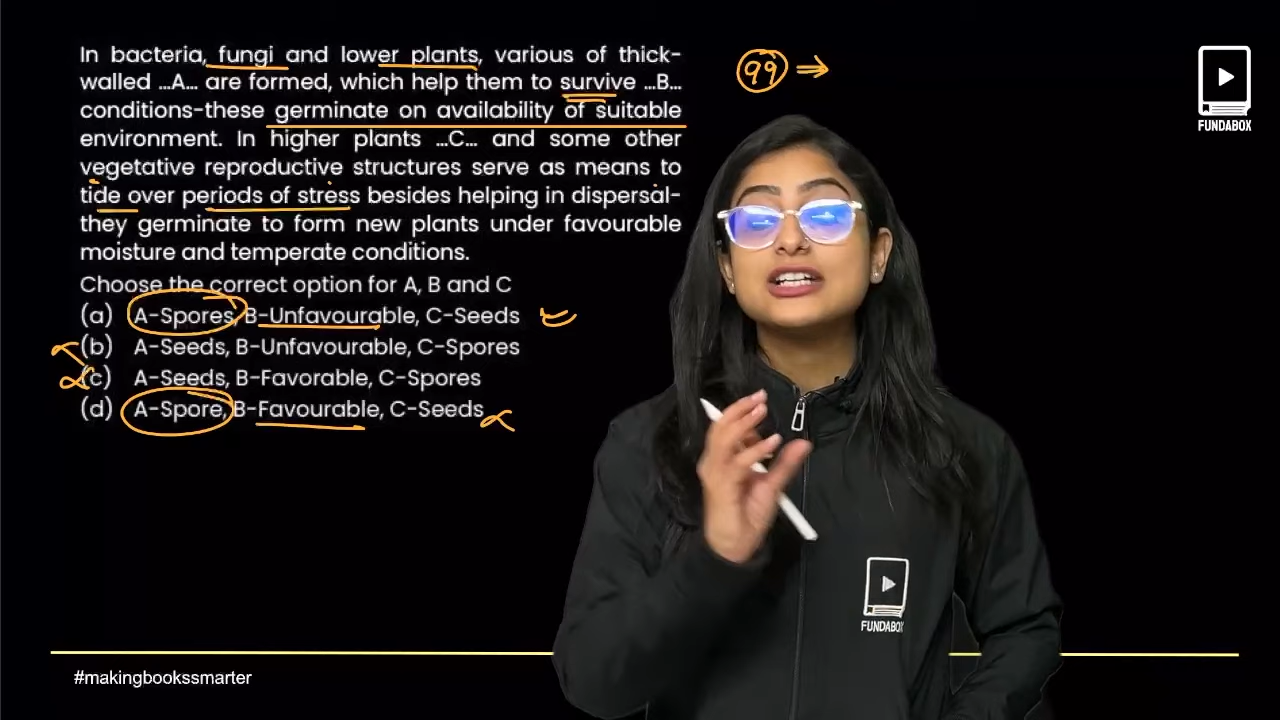 In bacteria, fungi and lower plants, various of thick-
walled ...A... are formed, which help them to survive ...B...
conditions-these germinate on availability of suitable
environment. In higher plants ...C... and some other
vegetative reproductive structures serve as means to
tide over periods of stress besides helping in dispersal-
they germinate to form new plants under favourable
moisture and temperate conditions.
Choose the correct option for A, B and C
(a) A-Spores, B-Unfavourable, C-Seeds
(b) A-Seeds, B-Unfavourable, C-Spores
(c) A-Seeds, B-Favorable, C-Spores
(d) A-Spore, B-Favourable, C-Seeds
99 →
FUNDABOX
FUNDABOX
#makingbookssmarter